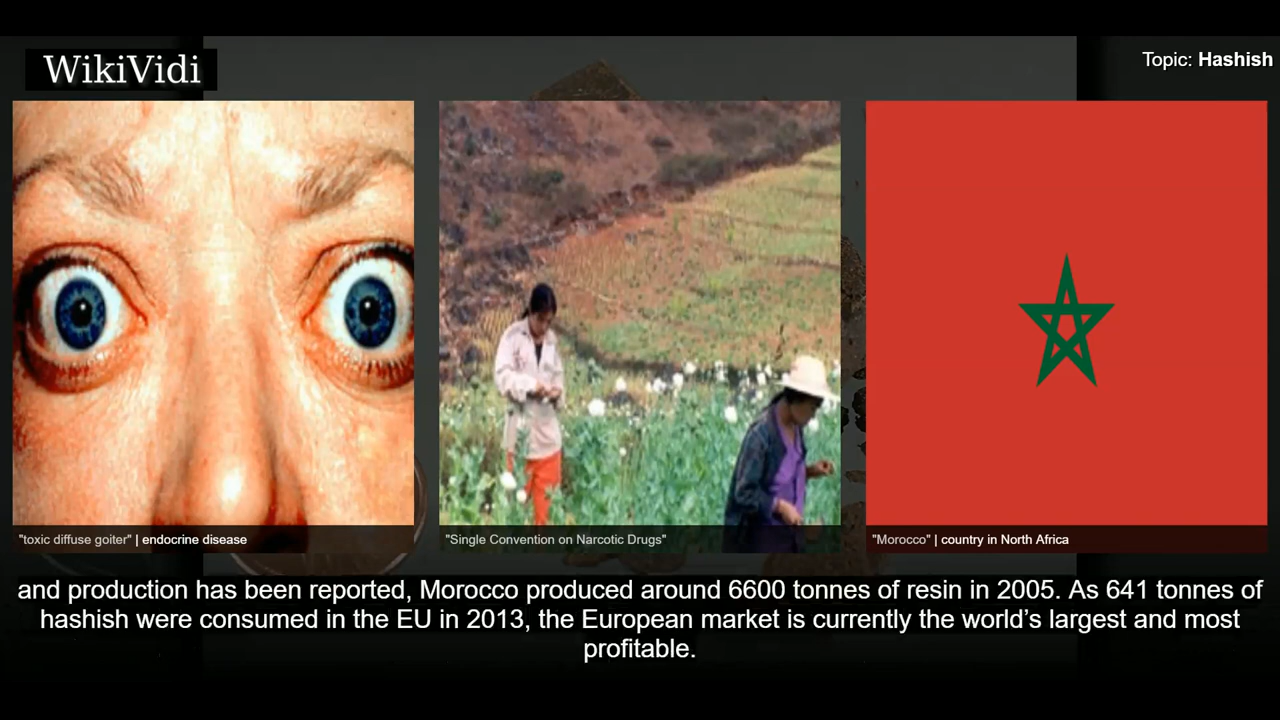 WikiVidi
Topic: Hashish
"toxic diffuse goiter" | endocrine disease
"Single Convention on Narcotic Drugs"
"Morocco" | country in North Africa
and production has been reported, Morocco produced around 6600 tonnes of resin in 2005. As 641 tonnes of
hashish were consumed in the EU in 2013, the European market is currently the world’s largest and most
profitable.